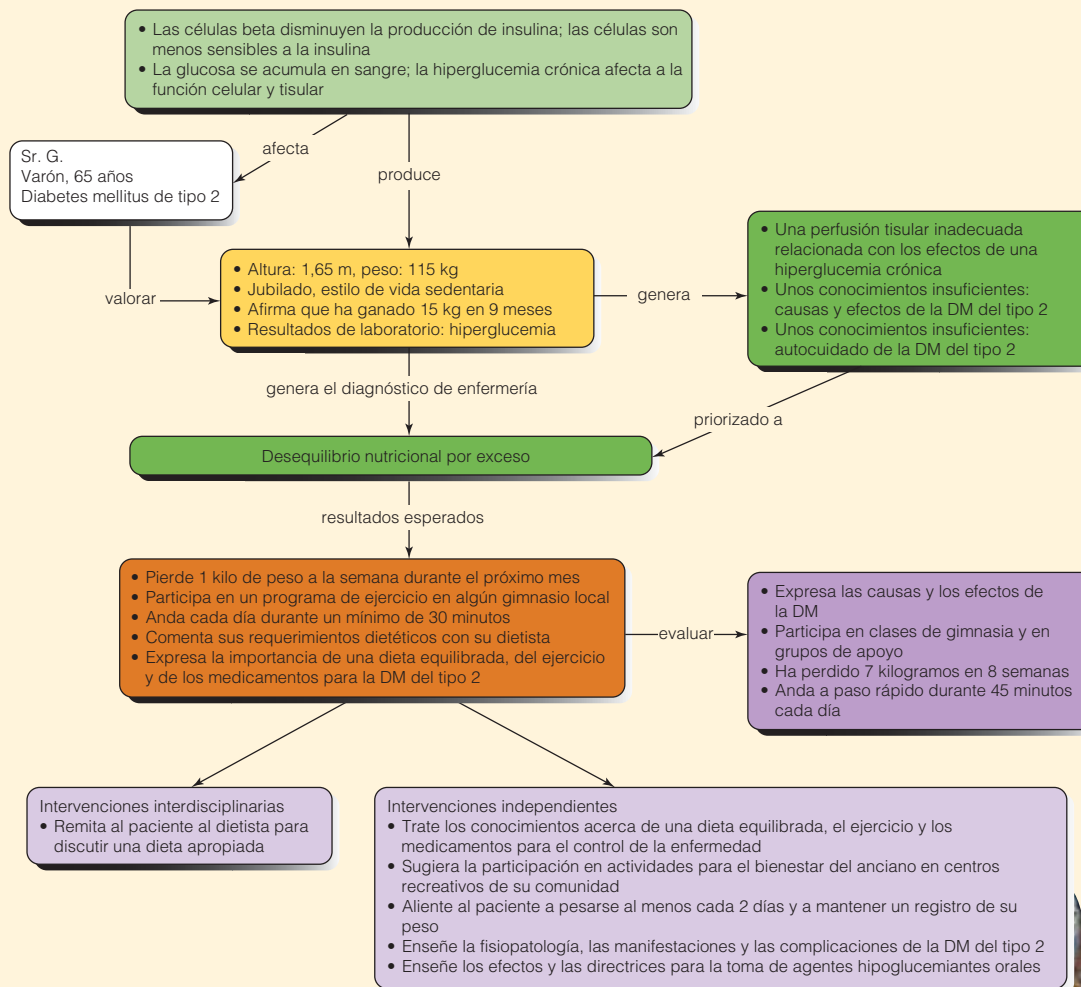 • Las células beta disminuyen la producción de insulina; las células son
menos sensibles a la insulina
• La glucosa se acumula en sangre; la hiperglucemia crónica afecta a la
función celular y tisular
afecta
produce
Sr. G.
Varón, 65 años
Diabetes mellitus de tipo 2
valorar
• Altura: 1,65 m, peso: 115 kg
• Jubilado, estilo de vida sedentaria
• Afirma que ha ganado 15 kg en 9 meses
• Resultados de laboratorio: hiperglucemia
genera
• Una perfusión tisular inadecuada
relacionada con los efectos de una
hiperglucemia crónica
• Unos conocimientos insuficientes:
causas y efectos de la DM del tipo 2
• Unos conocimientos insuficientes:
autocuidado de la DM del tipo 2
genera el diagnóstico de enfermería
priorizado a
Desequilibrio nutricional por exceso
resultados esperados
• Pierde 1 kilo de peso a la semana durante el próximo mes
• Participa en un programa de ejercicio en algún gimnasio local
• Anda cada día durante un mínimo de 30 minutos
• Comenta sus requerimientos dietéticos con su dietista
• Expresa la importancia de una dieta equilibrada, del ejercicio
y de los medicamentos para la DM del tipo 2
evaluar
• Expresa las causas y los efectos de
la DM
• Participa en clases de gimnasia y en
grupos de apoyo
• Ha perdido 7 kilogramos en 8 semanas
• Anda a paso rápido durante 45 minutos
cada día
Intervenciones interdisciplinarias
• Remita al paciente al dietista para
discutir una dieta apropiada
Intervenciones independientes
• Trate los conocimientos acerca de una dieta equilibrada, el ejercicio y los
medicamentos para el control de la enfermedad
• Sugiera la participación en actividades para el bienestar del anciano en centros
recreativos de su comunidad
• Aliente al paciente a pesarse al menos cada 2 días y a mantener un registro de su
peso
• Enseñe la fisiopatología, las manifestaciones y las complicaciones de la DM del tipo 2
• Enseñe los efectos y las directrices para la toma de agentes hipoglucemiantes orales